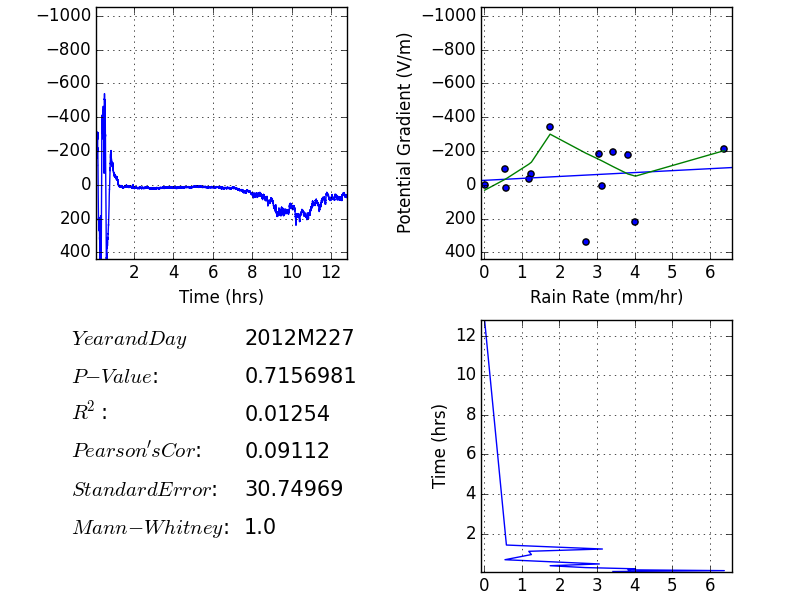 −1000
−800
−600
−400
−200
0
200
400
2 4 6 8 10 12
Time (hrs)
Potential Gradient (V/m)
−1000
−800
−600
−400
−200
0
200
400
0 1 2 3 4 5 6
Rain Rate (mm/hr)
YearandDay 2012M227
P−Value: 0.7156981
R²: 0.01254
Pearson'sCor: 0.09112
StandardError: 30.74969
Mann−Whitney: 1.0
Time (hrs)
12
10
8
6
4
2
0 1 2 3 4 5 6